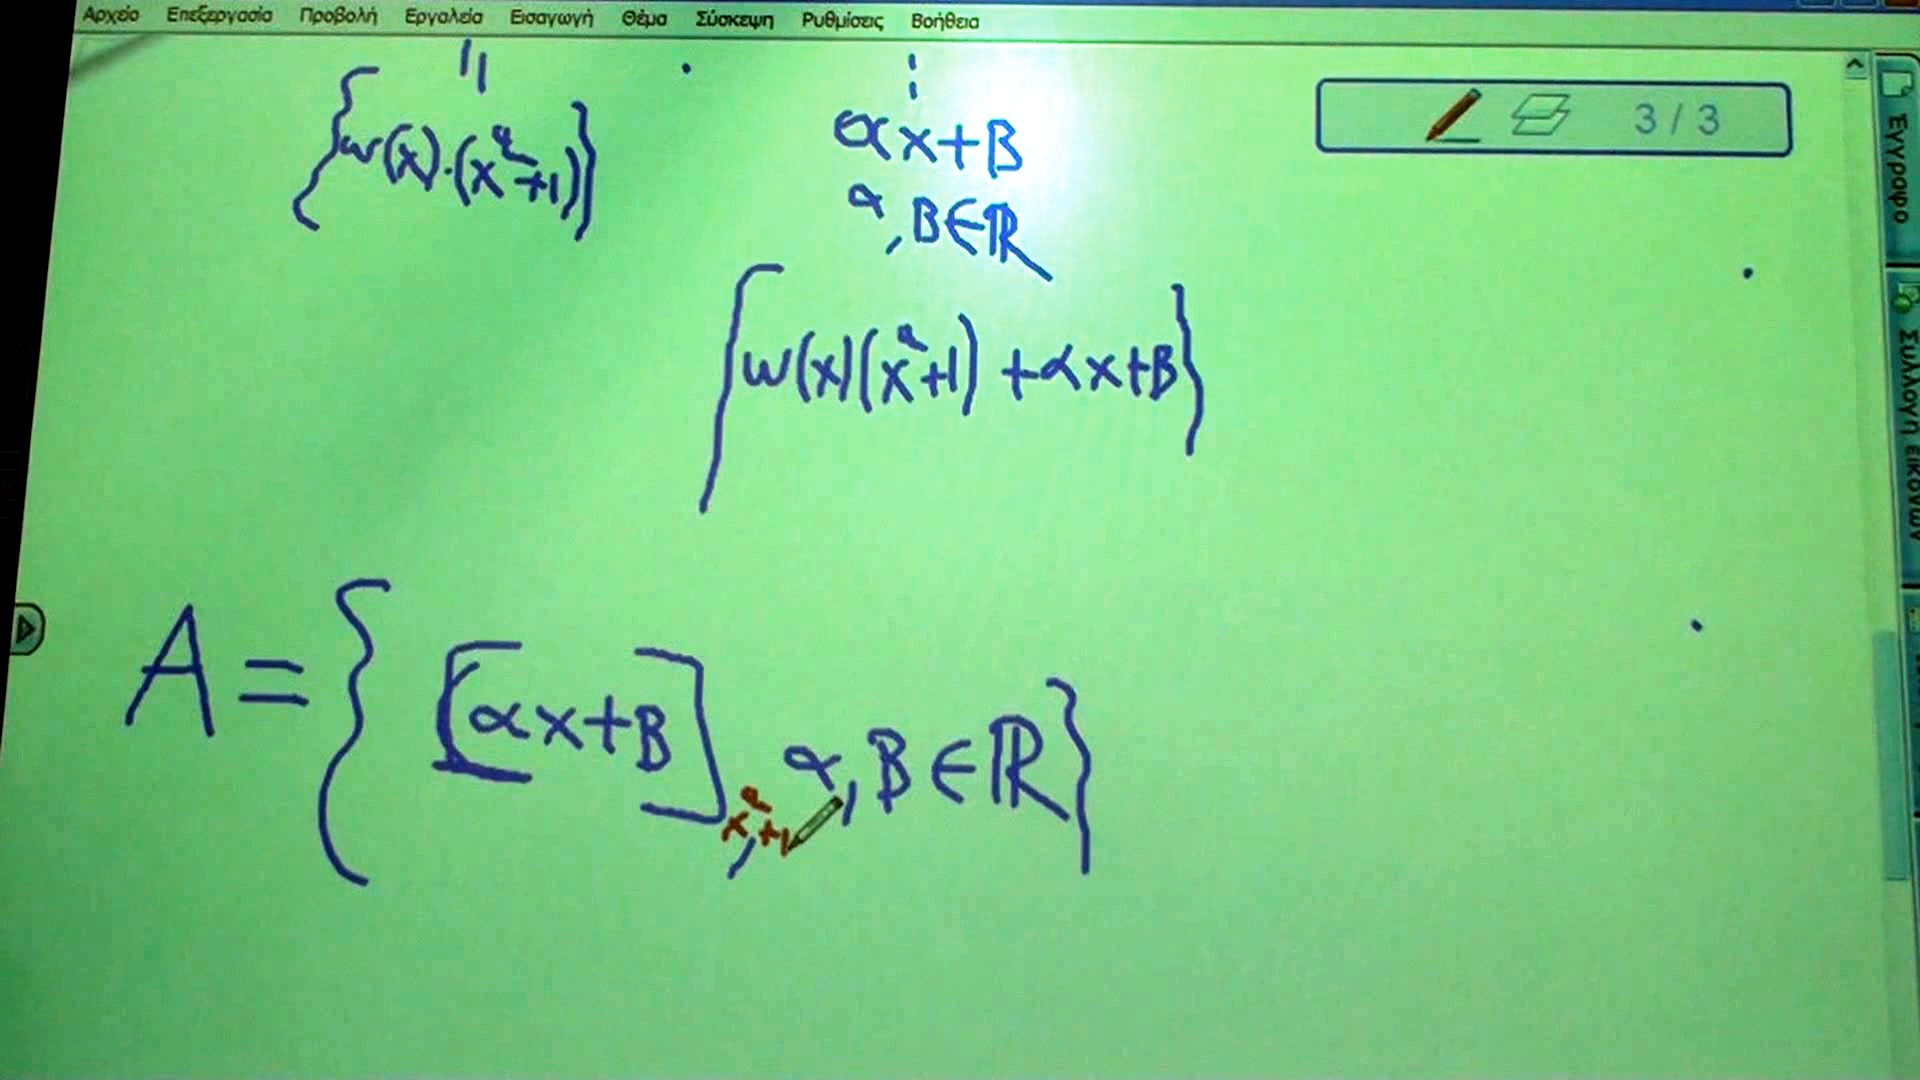 Αρχείο Επεξεργασία Προβολή Εργαλεία Εισαγωγή Θέμα Σύσκεψη Ρυθμίσεις Βοήθεια
3 / 3
{w(x)·(x²+1)}
αx+β
α, β∈ℝ
{w(x)(x²+1)+αx+β}
A={[αx+β]x²+1, α, β∈ℝ}
Έγγραφο
Συλλογή εικόνων